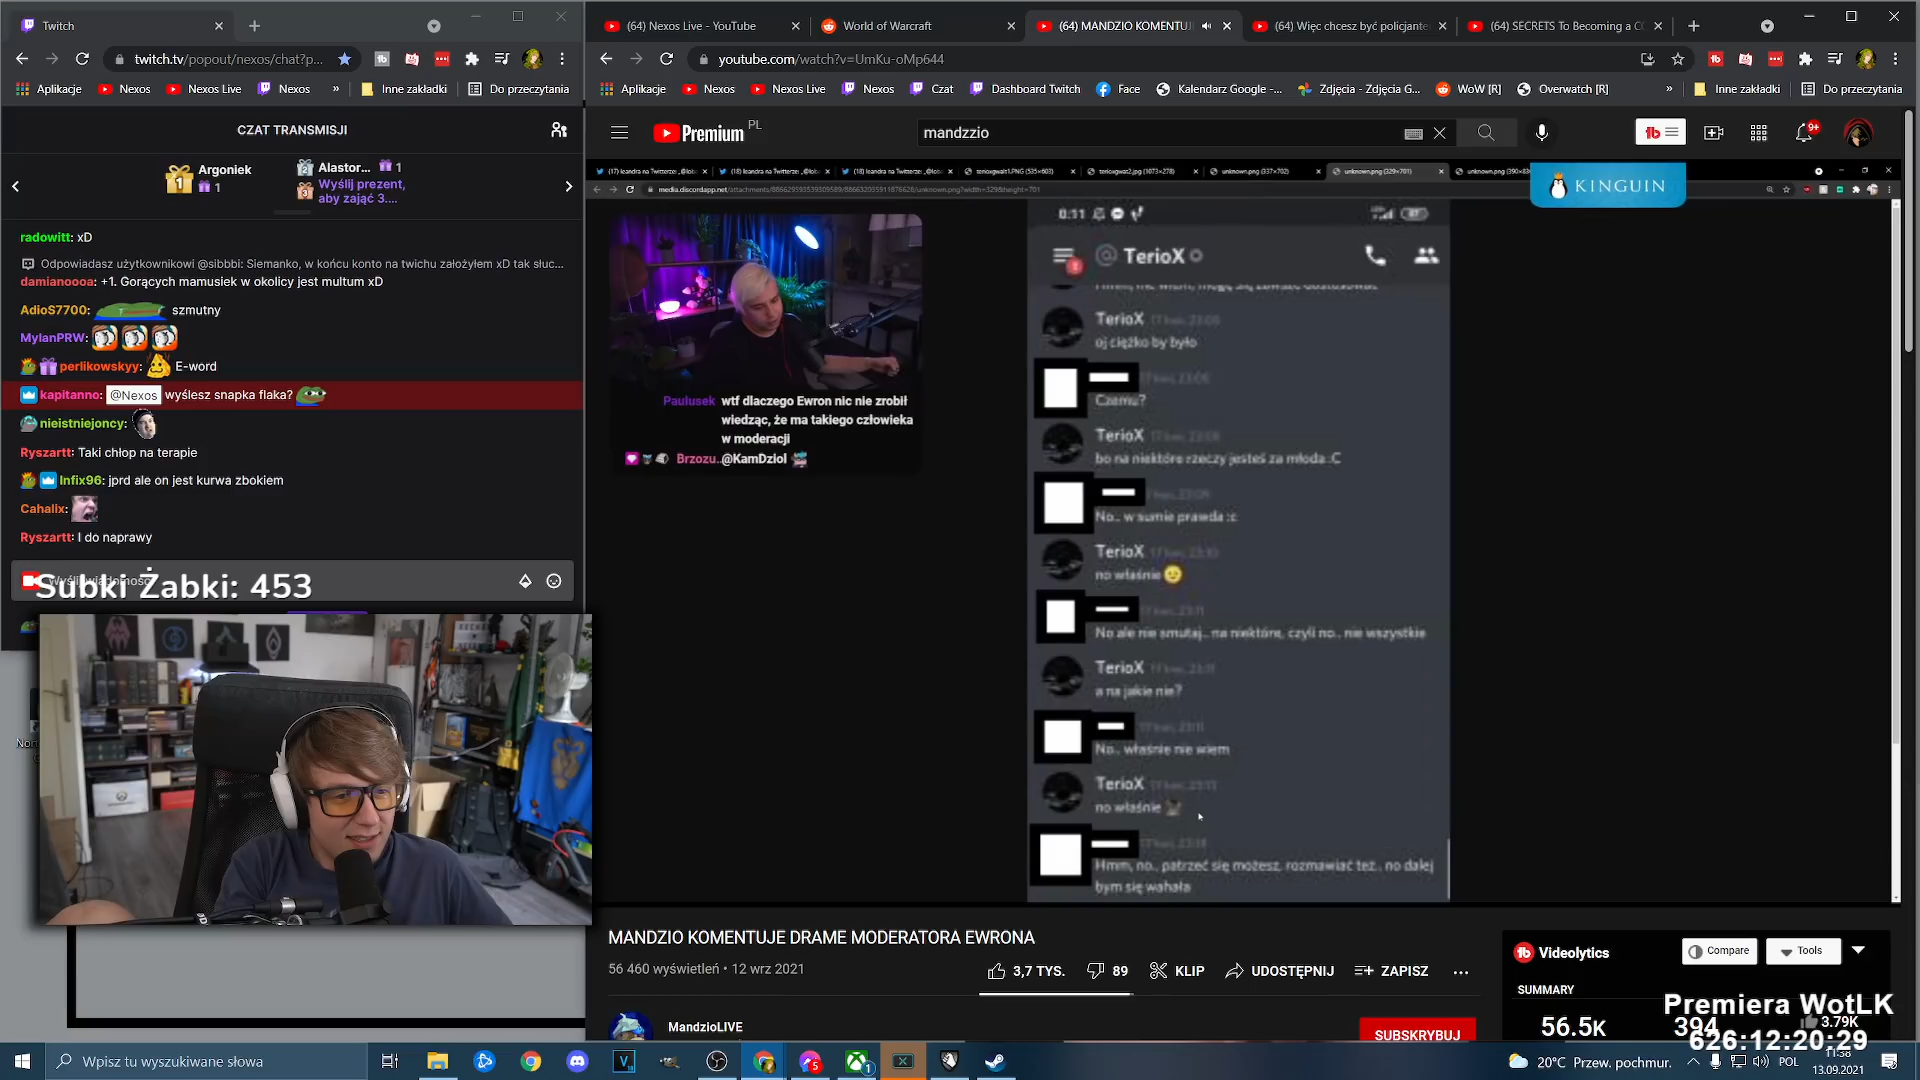 Twitch
twitch.tv/popout/nexos/chat?p...
Aplikacje
Nexos
Nexos Live
Nexos
»
Inne zakładki
Do przeczytania
CZAT TRANSMISJI
Argoniek
1
Alastor... 1
Wyślij prezent,
aby zająć 3....
radowitt: xD
Odpowiadasz użytkownikowi @sibbbi: Siemanko, w końcu konto na twichu założyłem xD tak słuc...
damianoooa: +1. Gorących mamusiek w okolicy jest multum xD
AdioS7700: szmutny
MylanPRW:
perlikowskyy: E-word
kapitanno: @Nexos wyślesz snapka flaka?
nieistniejoncy:
Ryszartt: Taki chłop na terapie
Infix96: jprd ale on jest kurwa zbokiem
Cahalix:
Ryszartt: I do naprawy
Subki Żabki: 453
(64) Nexos Live - YouTube
World of Warcraft
(64) MANDZIO KOMENTUJ
(64) Więc chcesz być policjante
(64) SECRETS To Becoming a CC
youtube.com/watch?v=UmKu-oMp644
Aplikacje
Nexos
Nexos Live
Nexos
Czat
Dashboard Twitch
Face
Kalendarz Google -...
Zdjęcia - Zdjęcia G...
WoW [R]
Overwatch [R]
»
Inne zakładki
Do przeczytania
Premium PL
mandzzio
9+
KINGUIN
Paulusek wtf dlaczego Ewron nic nie zrobił
wiedząc, że ma takiego człowieka
w moderacji
Brzozu..@KamDziol
TerioX
TerioX
oj ciężko by było
Czemu?
TerioX
bo na niektóre rzeczy jesteś za młoda :C
No.. w sumie prawda :c
TerioX
no właśnie
No ale nie smutaj.. na niektóre, czyli no.. nie wszystkie
TerioX
a na jakie nie?
No.. właśnie nie wiem
TerioX
no właśnie
Hmm, no.. patrzeć się możesz, rozmawiać też.. no dalej
bym się wahała
MANDZIO KOMENTUJE DRAME MODERATORA EWRONA
56 460 wyświetleń • 12 wrz 2021
3,7 TYS.
89
KLIP
UDOSTĘPNIJ
ZAPISZ
MandzioLIVE
SUBSKRYBUJ
Videolytics
Compare
Tools
SUMMARY
56.5K
394
3.79K
Premiera WotLK
626:12:20:29
Wpisz tu wyszukiwane słowa
20°C Przew. pochmur.
POL
11:38
13.09.2021